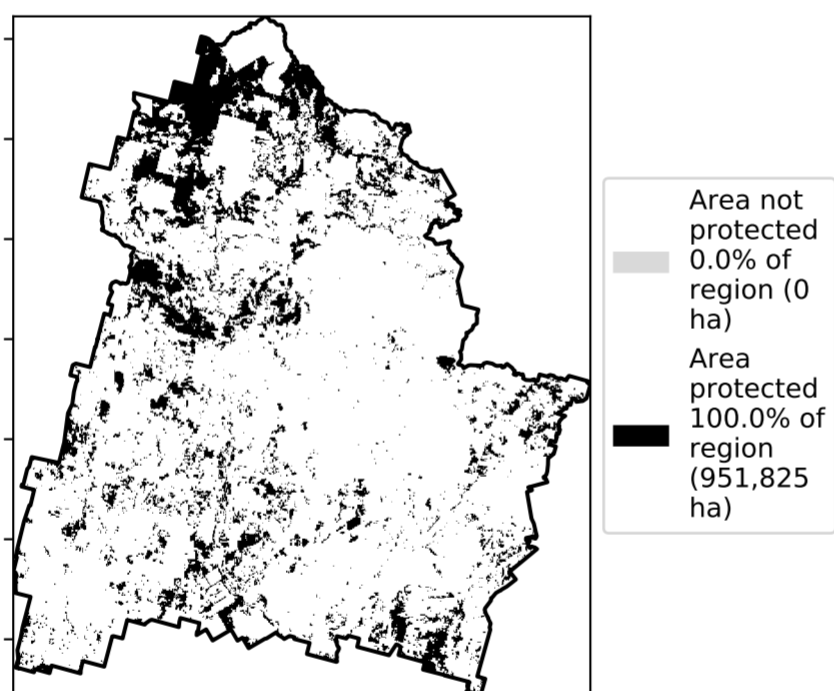 Area not
protected
0.0% of
region (0
ha)
Area
protected
100.0% of
region
(951,825
ha)